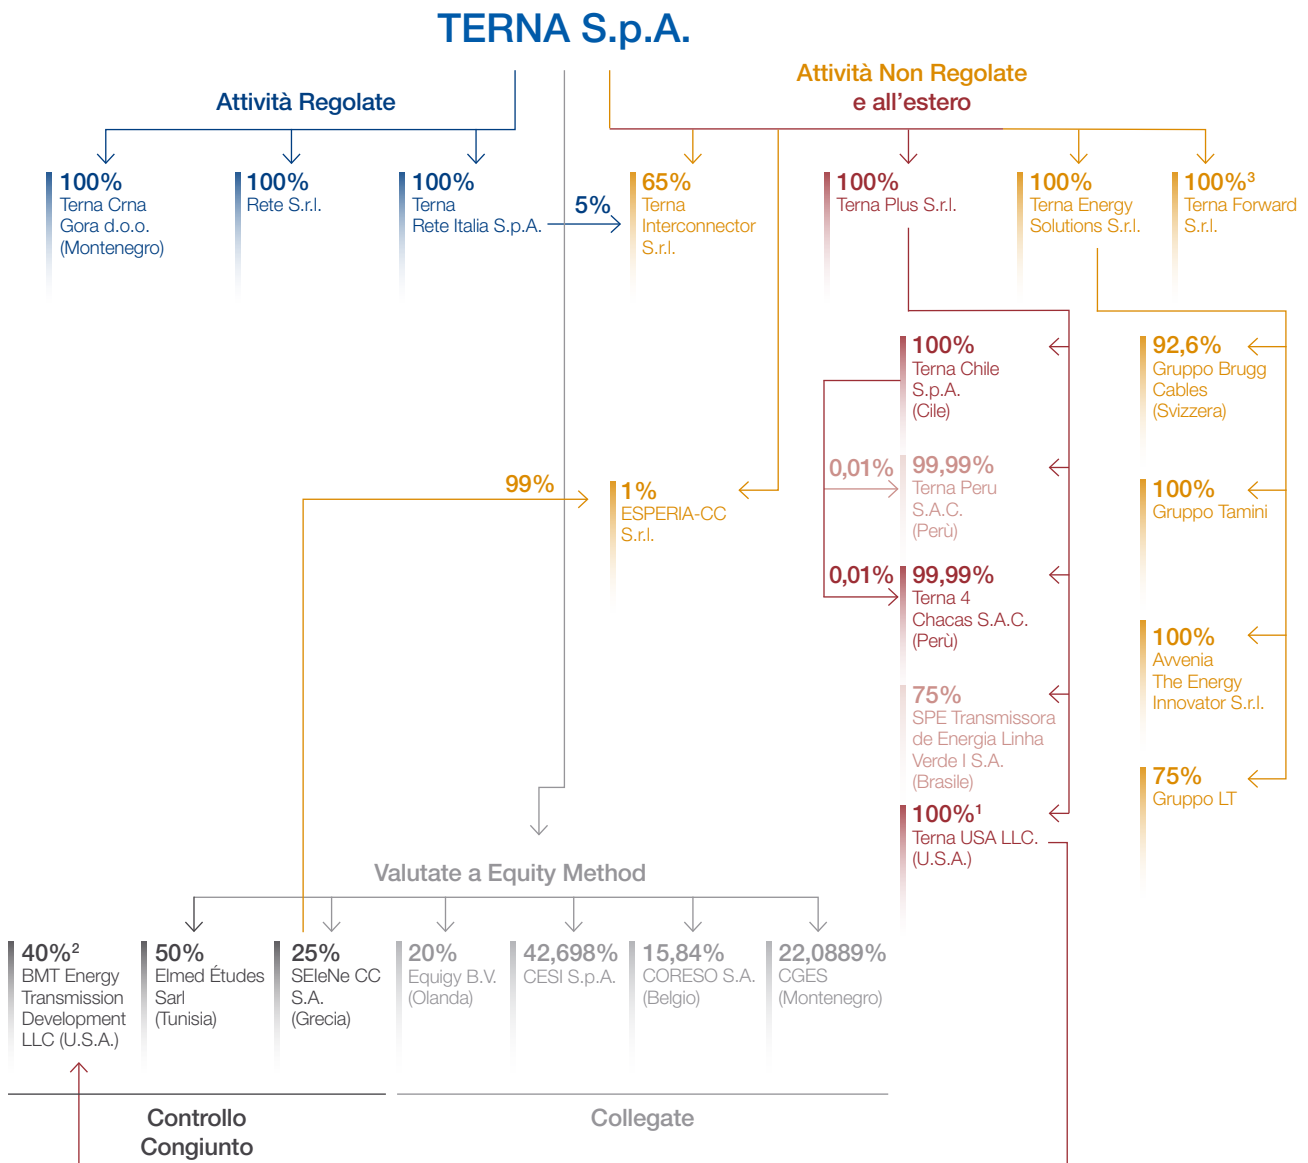 TERNA S.p.A.
Attività Regolate
Attività Non Regolate
e all'estero
100%
Terna Crna
Gora d.o.o.
(Montenegro)
100%
Rete S.r.l.
100%
Terna
Rete Italia S.p.A.
5%
65%
Terna
Interconnector
S.r.l.
100%
Terna Plus S.r.l.
100%
Terna Energy
Solutions S.r.l.
100%³
Terna Forward
S.r.l.
100%
Terna Chile
S.p.A.
(Cile)
0,01%
99,99%
Terna Peru
S.A.C.
(Perù)
0,01%
99,99%
Terna 4
Chacas S.A.C.
(Perù)
75%
SPE Transmissora
de Energia Linha
Verde I S.A.
(Brasile)
100%¹
Terna USA LLC.
(U.S.A.)
92,6%
Gruppo Brugg
Cables
(Svizzera)
100%
Gruppo Tamini
100%
Avvenia
The Energy
Innovator S.r.l.
75%
Gruppo LT
99%
1%
ESPERIA-CC
S.r.l.
Valutate a Equity Method
40%²
BMT Energy
Transmission
Development
LLC (U.S.A.)
50%
Elmed Études
Sarl
(Tunisia)
25%
SEleNe CC
S.A.
(Grecia)
20%
Equigy B.V.
(Olanda)
42,698%
CESI S.p.A.
15,84%
CORESO S.A.
(Belgio)
22,0889%
CGES
(Montenegro)
Controllo
Congiunto
Collegate